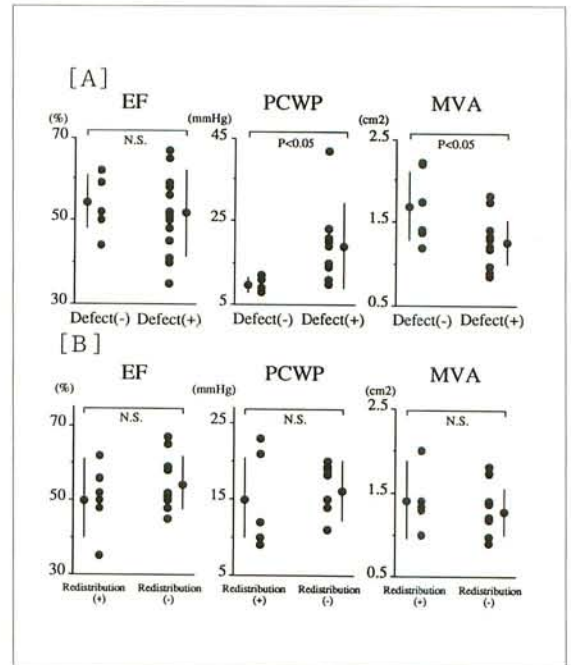 [A]
EF PCWP MVA
(%) (mmHg) (cm2)
70 45 2.5
N.S. P<0.05 P<0.05
50 25 1.5
30 5 0.5
Defect(-) Defect(+) Defect(-) Defect(+) Defect(-) Defect(+)
[B]
EF PCWP MVA
(%) (mmHg) (cm2)
70 25 2.5
N.S. N.S. N.S.
50 15 1.5
30 5 0.5
Redistribution Redistribution Redistribution Redistribution Redistribution Redistribution
(+) (-) (+) (-) (+) (-)